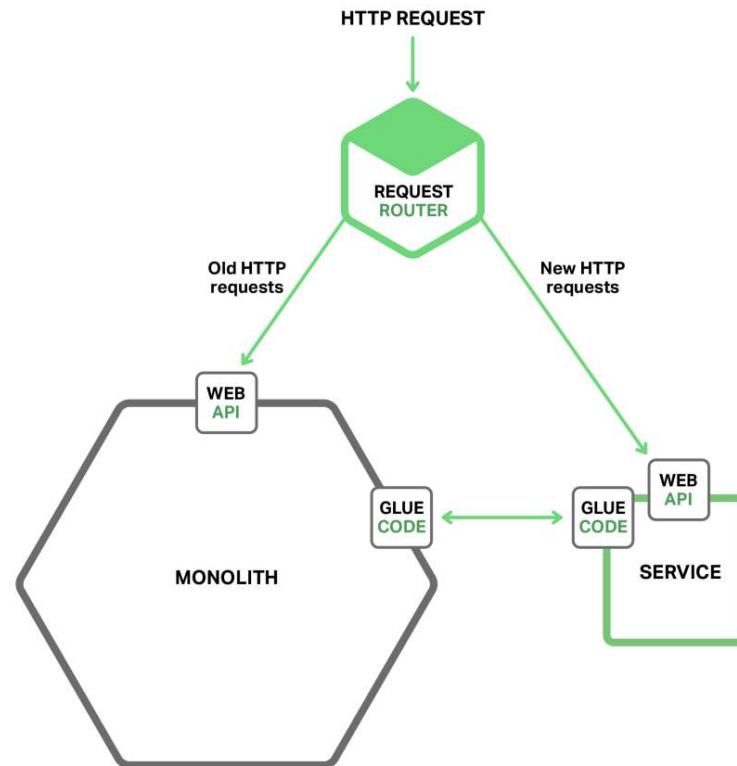 HTTP REQUEST
REQUEST
ROUTER
Old HTTP
requests
New HTTP
requests
WEB
API
WEB
API
GLUE
CODE
GLUE
CODE
MONOLITH
SERVICE